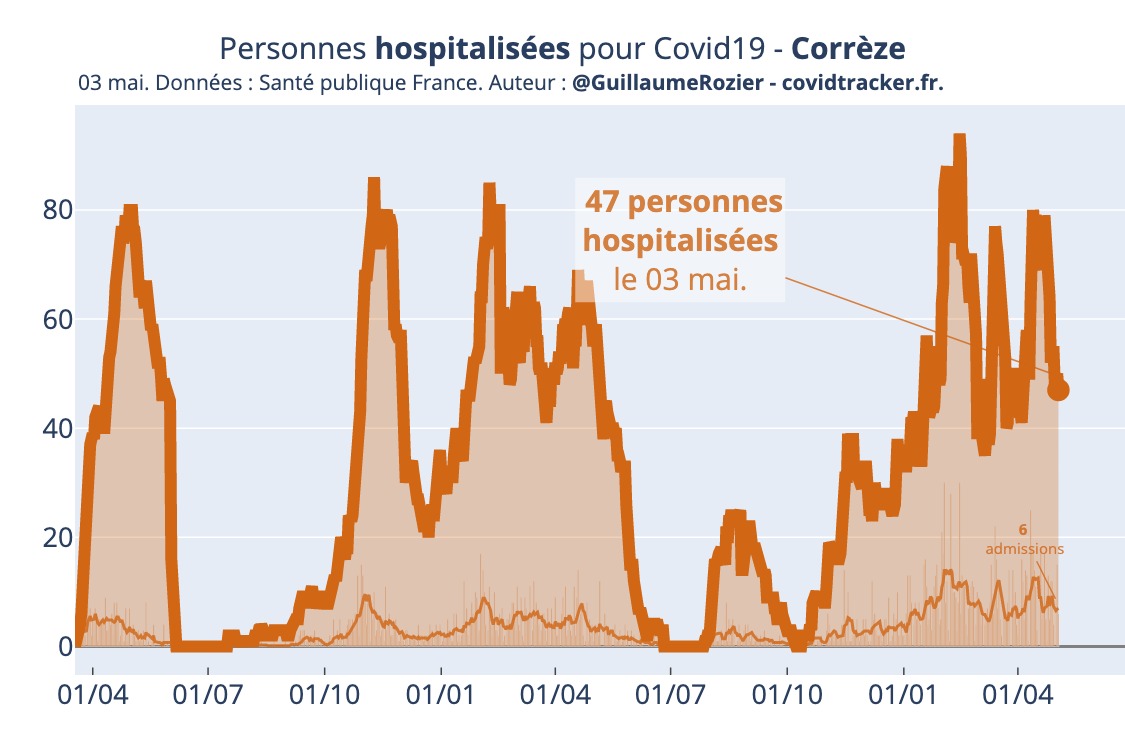 Personnes hospitalisées pour Covid19 - Corrèze
03 mai. Données : Santé publique France. Auteur : @GuillaumeRozier - covidtracker.fr.
80
60
40
20
0
47 personnes
hospitalisées
le 03 mai.
6
admissions
01/04 01/07 01/10 01/01 01/04 01/07 01/10 01/01 01/04